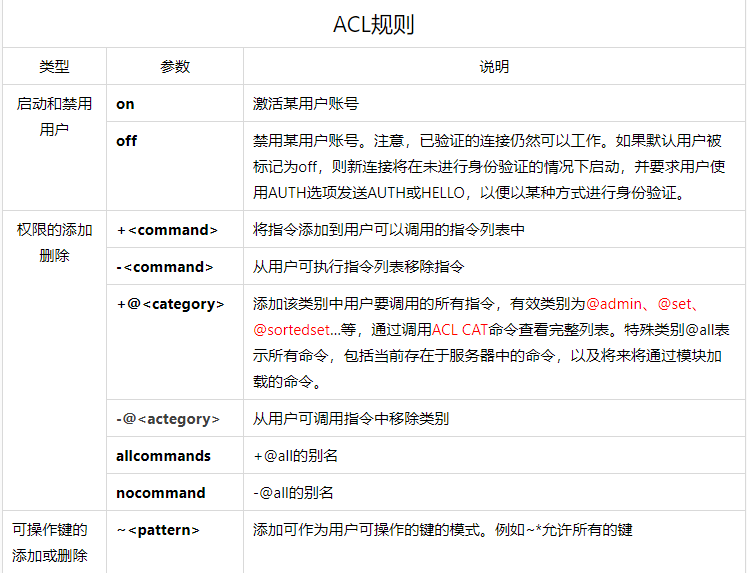 ACL规则
类型 参数 说明
启动和禁用
用户
on 激活某用户账号
off 禁用某用户账号。注意，已验证的连接仍然可以工作。如果默认用户被
标记为off，则新连接将在未进行身份验证的情况下启动，并要求用户使
用AUTH选项发送AUTH或HELLO，以便以某种方式进行身份验证。
权限的添加
删除
+<command> 将指令添加到用户可以调用的指令列表中
-<command> 从用户可执行指令列表移除指令
+@<category> 添加该类别中用户要调用的所有指令，有效类别为@admin、@set、
@sortedset...等，通过调用ACL CAT命令查看完整列表。特殊类别@all表
示所有命令，包括当前存在于服务器中的命令，以及将来将通过模块加
载的命令。
-@<actegory> 从用户可调用指令中移除类别
allcommands +@all的别名
nocommand -@all的别名
可操作键的
添加或删除
~<pattern> 添加可作为用户可操作的键的模式。例如~*允许所有的键